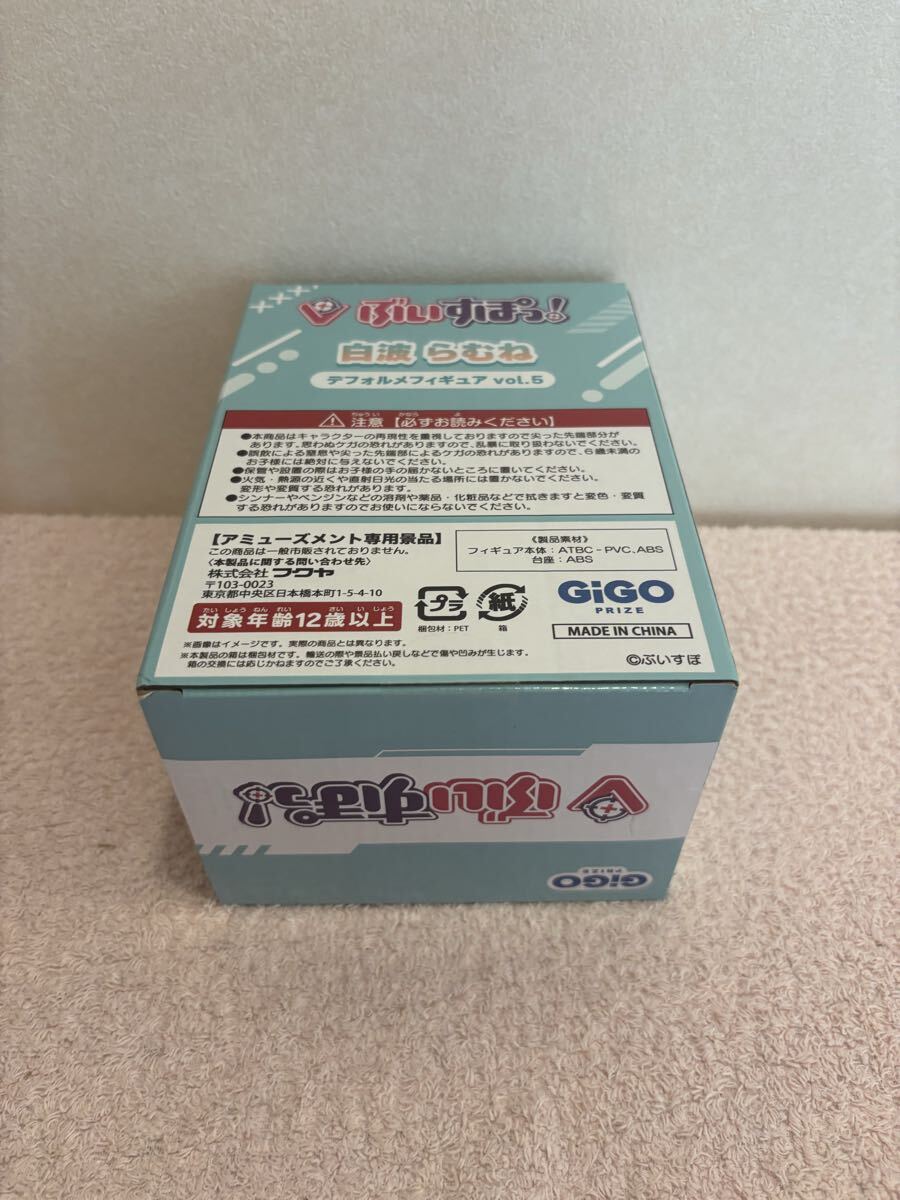 ぶいすぽっ！
白波 らむね
デフォルメフィギュア vol.5
ちゅうい かなら よ
注意【必ずお読みください】
●本商品はキャラクターの再現性を重視しておりますので尖った先端部分が
あります。思わぬケガの恐れがありますので、乱暴に取り扱わないでください。
●誤飲による窒息や尖った先端部によるケガの恐れがありますので、６歳未満の
お子様には絶対に与えないでください。
●保管や設置の際はお子様の手の届かないところに置いてください。
●火気・熱源の近くや直射日光の当たる場所には置かないでください。
変形や変質する恐れがあります。
●シンナーやベンジンなどの溶剤や薬品・化粧品などで拭きますと変色・変質
する恐れがありますのでお使いにならないでください。
【アミューズメント専用景品】
この商品は一般市販されておりません。
〈本製品に関する問い合わせ先〉
株式会社 フクヤ
〒103-0023
東京都中央区日本橋本町1-5-4-10
たい しょう ねん れい さい い じょう
対象年齢12歳以上
《製品素材》
フィギュア本体：ATBC‐PVC、ABS
台座：ABS
プラ
梱包材：PET
紙
箱
GiGO
PRIZE
MADE IN CHINA
※画像はイメージです。実際の商品とは異なります。
※本製品の箱は梱包材です。輸送の際や景品払い戻しなどで傷や凹みが生じます。
箱の交換には応じかねますのでご了承ください。
©ぶいすぽ
ぶいすぽっ！
GiGO
PRIZE